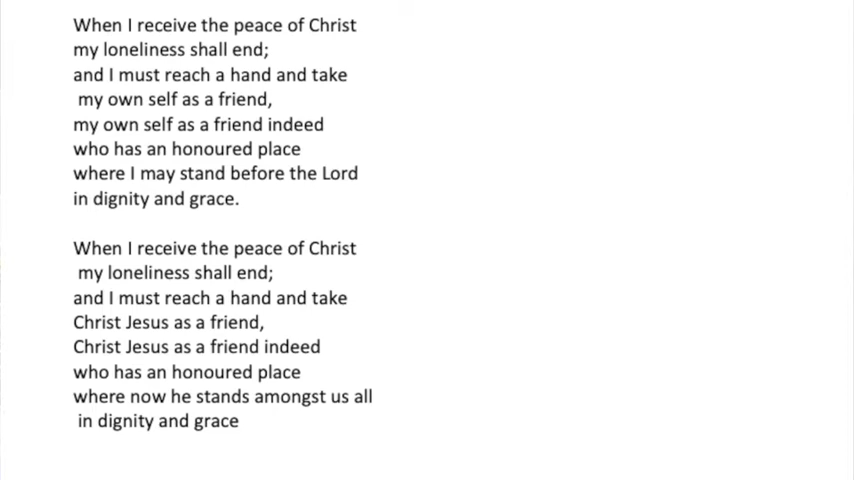 When I receive the peace of Christ
my loneliness shall end;
and I must reach a hand and take
my own self as a friend,
my own self as a friend indeed
who has an honoured place
where I may stand before the Lord
in dignity and grace.

When I receive the peace of Christ
my loneliness shall end;
and I must reach a hand and take
Christ Jesus as a friend,
Christ Jesus as a friend indeed
who has an honoured place
where now he stands amongst us all
in dignity and grace